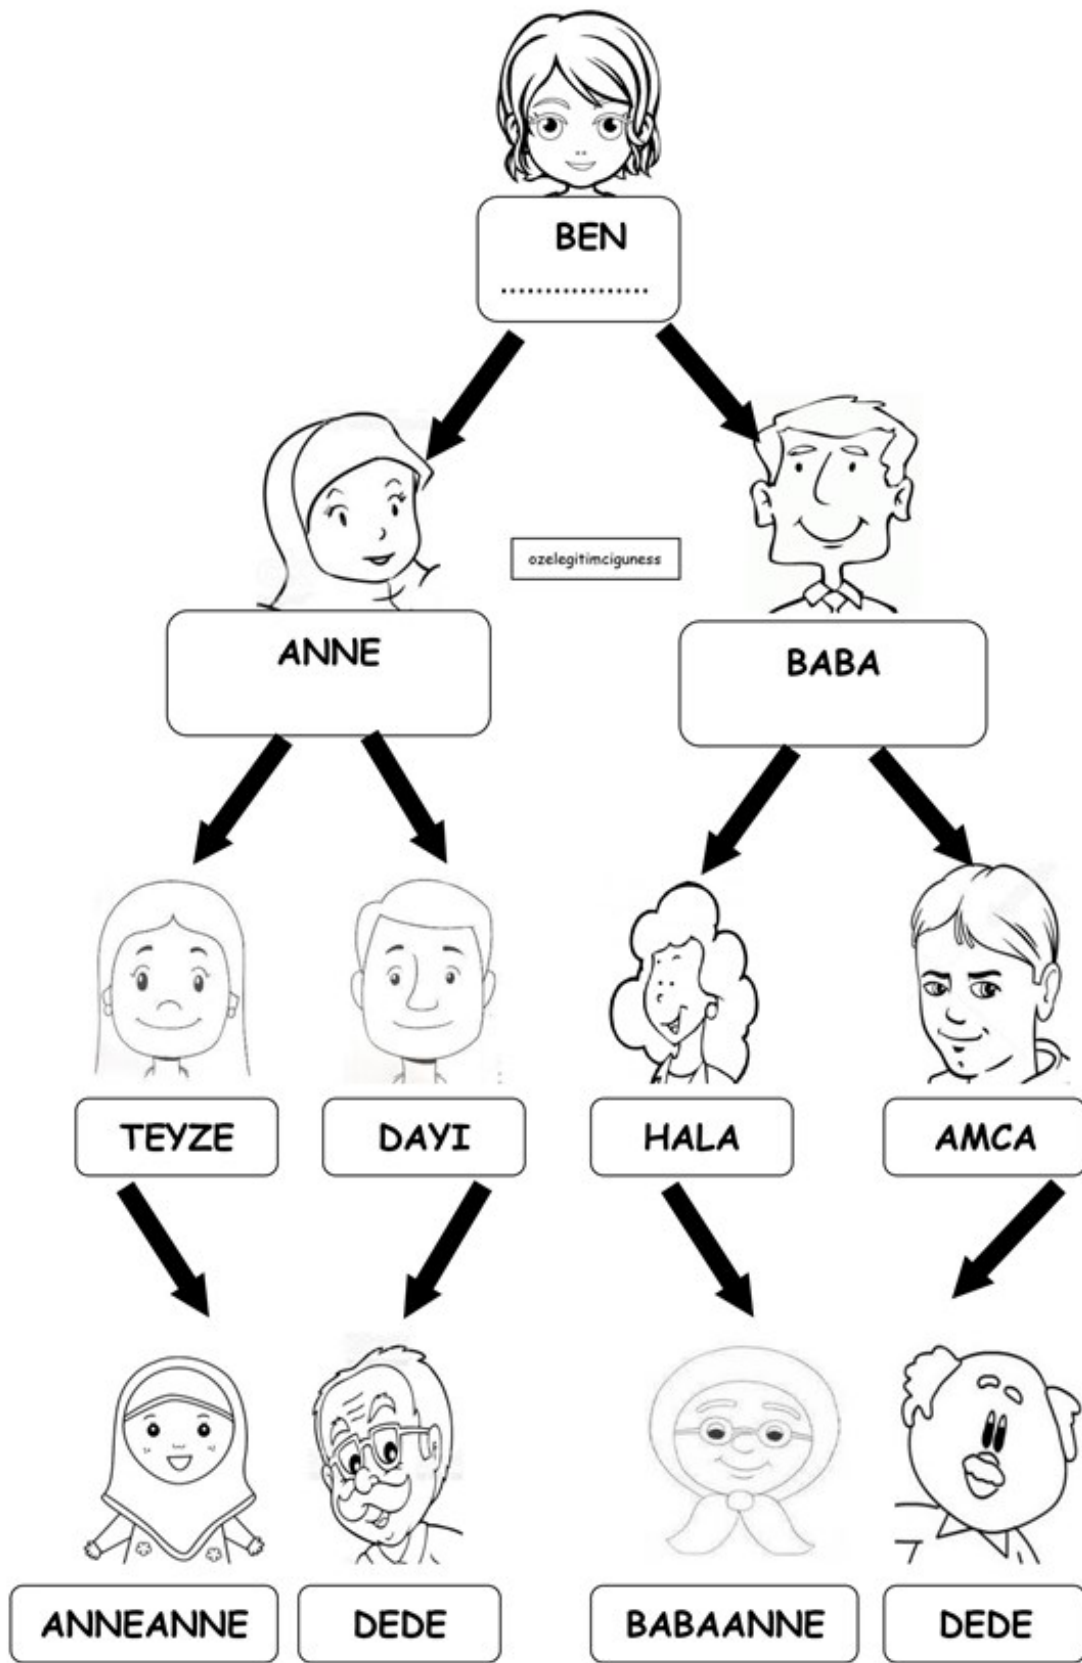 BEN
................
ozelegitimciguness
ANNE
BABA
TEYZE
DAYI
HALA
AMCA
ANNEANNE
DEDE
BABAANNE
DEDE